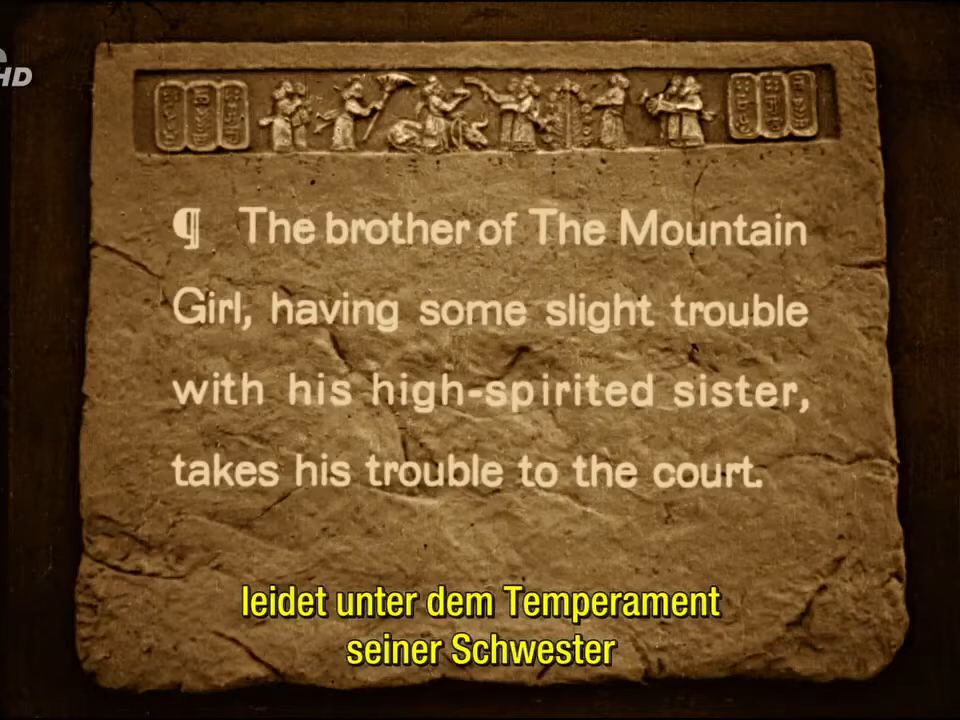 HD
¶ The brother of The Mountain
Girl, having some slight trouble
with his high-spirited sister,
takes his trouble to the court.
leidet unter dem Temperament
seiner Schwester